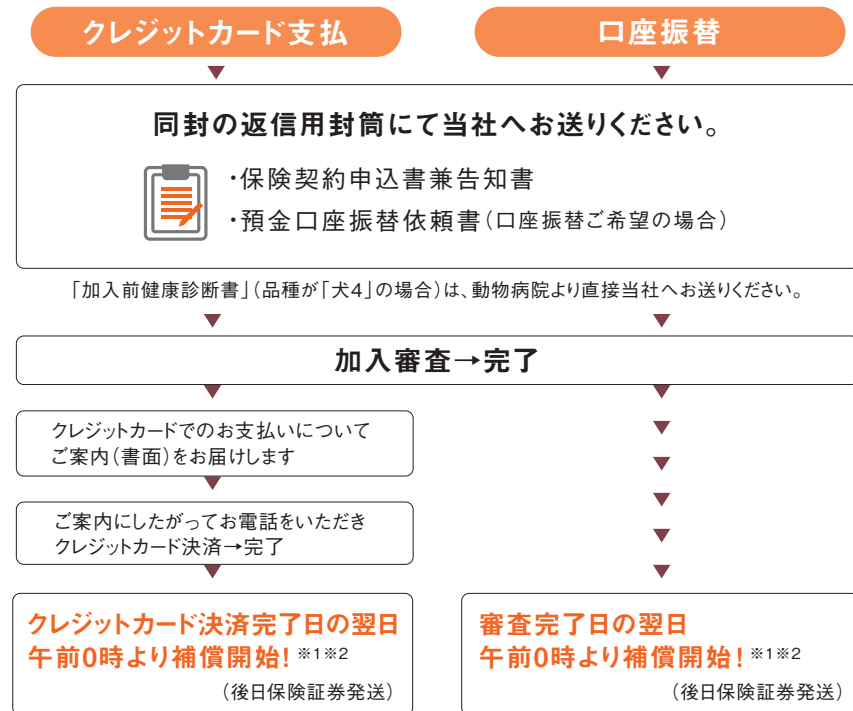 クレジットカード支払
口座振替
同封の返信用封筒にて当社へお送りください。
・保険契約申込書兼告知書
・預金口座振替依頼書(口座振替ご希望の場合)
「加入前健康診断書」(品種が「犬4」の場合)は、動物病院より直接当社へお送りください。
加入審査→完了
クレジットカードでのお支払いについて
ご案内(書面)をお届けします
ご案内にしたがってお電話をいただき
クレジットカード決済→完了
クレジットカード決済完了日の翌日
午前0時より補償開始!※1※2
(後日保険証券発送)
審査完了日の翌日
午前0時より補償開始!※1※2
(後日保険証券発送)